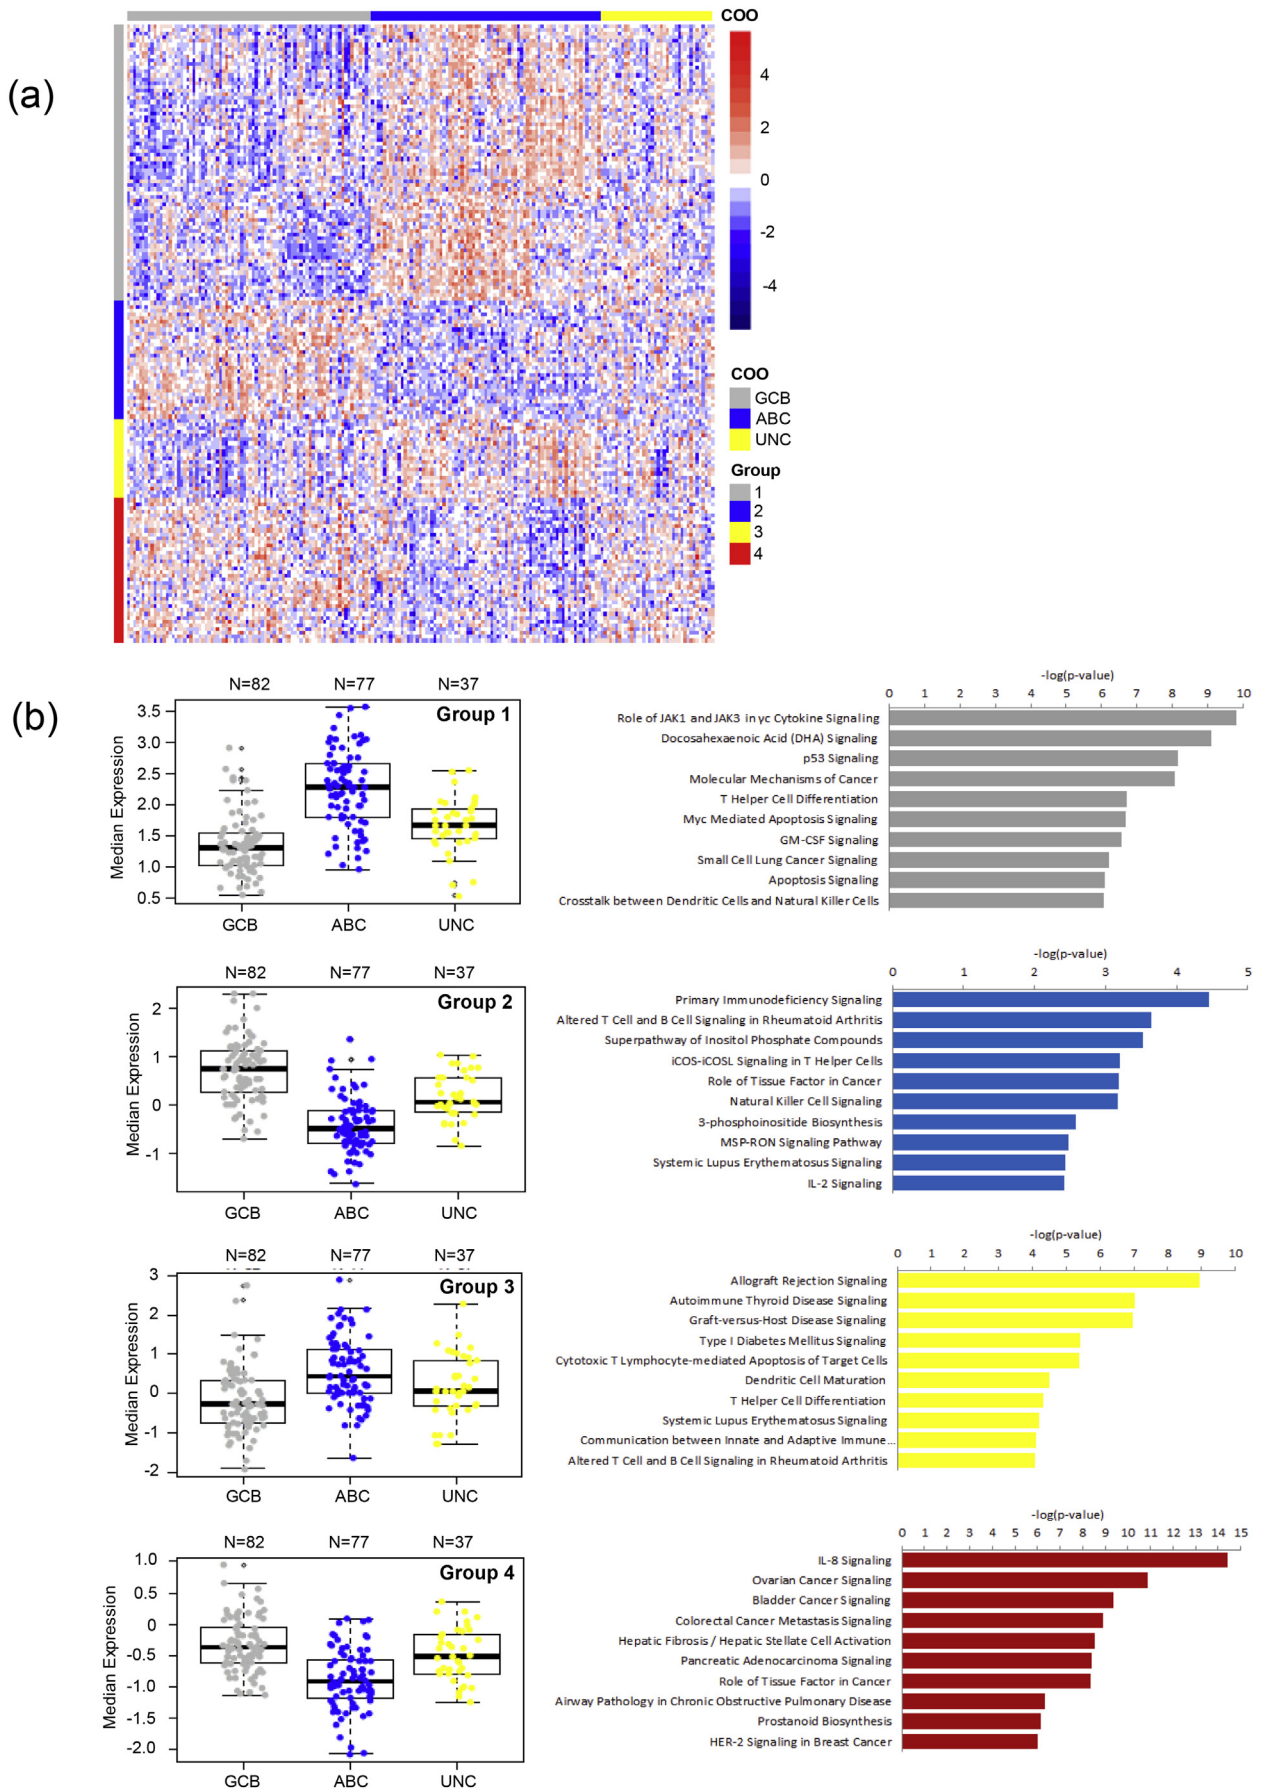 COO
(a)
4
2
0
-2
-4
COO
GCB
ABC
UNC
Group
1
2
3
4
(b)
N=82 N=77 N=37
Group 1
Median Expression
3.5
3.0
2.5
2.0
1.5
1.0
0.5
GCB ABC UNC
-log(p-value)
0 1 2 3 4 5 6 7 8 9 10
Role of JAK1 and JAK3 in γc Cytokine Signaling
Docosahexaenoic Acid (DHA) Signaling
p53 Signaling
Molecular Mechanisms of Cancer
T Helper Cell Differentiation
Myc Mediated Apoptosis Signaling
GM-CSF Signaling
Small Cell Lung Cancer Signaling
Apoptosis Signaling
Crosstalk between Dendritic Cells and Natural Killer Cells
N=82 N=77 N=37
Group 2
Median Expression
2
1
0
-1
GCB ABC UNC
-log(p-value)
0 1 2 3 4 5
Primary Immunodeficiency Signaling
Altered T Cell and B Cell Signaling in Rheumatoid Arthritis
Superpathway of Inositol Phosphate Compounds
iCOS-iCOSL Signaling in T Helper Cells
Role of Tissue Factor in Cancer
Natural Killer Cell Signaling
3-phosphoinositide Biosynthesis
MSP-RON Signaling Pathway
Systemic Lupus Erythematosus Signaling
IL-2 Signaling
N=82 N=77 N=37
Group 3
Median Expression
3
2
1
0
-1
-2
GCB ABC UNC
-log(p-value)
0 1 2 3 4 5 6 7 8 9 10
Allograft Rejection Signaling
Autoimmune Thyroid Disease Signaling
Graft-versus-Host Disease Signaling
Type I Diabetes Mellitus Signaling
Cytotoxic T Lymphocyte-mediated Apoptosis of Target Cells
Dendritic Cell Maturation
T Helper Cell Differentiation
Systemic Lupus Erythematosus Signaling
Communication between Innate and Adaptive Immune...
Altered T Cell and B Cell Signaling in Rheumatoid Arthritis
N=82 N=77 N=37
Group 4
Median Expression
1.0
0.5
0
-0.5
-1.0
-1.5
-2.0
GCB ABC UNC
-log(p-value)
0 1 2 3 4 5 6 7 8 9 10 11 12 13 14 15
IL-8 Signaling
Ovarian Cancer Signaling
Bladder Cancer Signaling
Colorectal Cancer Metastasis Signaling
Hepatic Fibrosis / Hepatic Stellate Cell Activation
Pancreatic Adenocarcinoma Signaling
Role of Tissue Factor in Cancer
Airway Pathology in Chronic Obstructive Pulmonary Disease
Prostanoid Biosynthesis
HER-2 Signaling in Breast Cancer